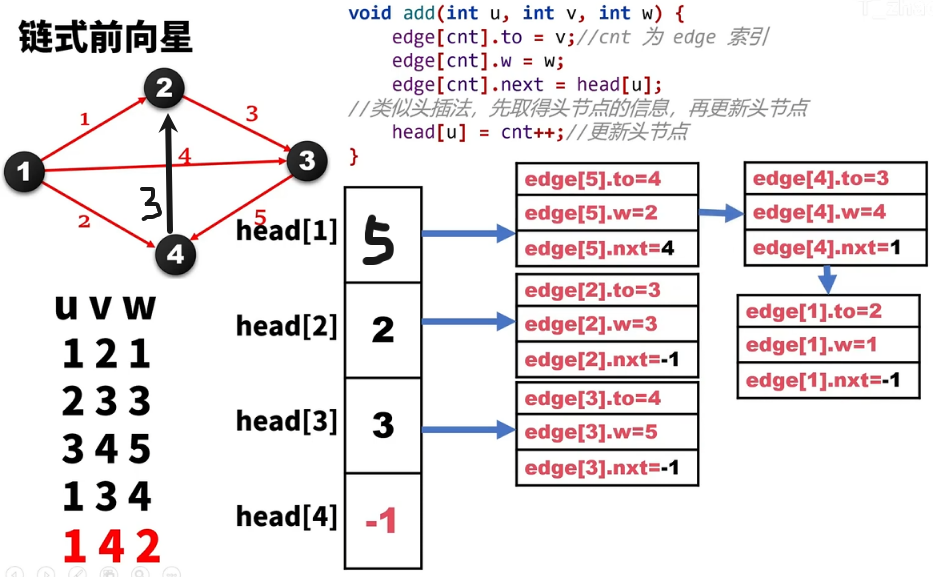 链式前向星
void add(int u, int v, int w) {
edge[cnt].to = v;//cnt 为 edge 索引
edge[cnt].w = w;
edge[cnt].next = head[u];
//类似头插法，先取得头节点的信息，再更新头节点
head[u] = cnt++;//更新头节点
}
1
2
3
4
1
3
4
2
5
3
u v w
1 2 1
2 3 3
3 4 5
1 3 4
1 4 2
head[1]
5
head[2]
2
head[3]
3
head[4]
-1
edge[5].to=4
edge[5].w=2
edge[5].nxt=4
edge[4].to=3
edge[4].w=4
edge[4].nxt=1
edge[1].to=2
edge[1].w=1
edge[1].nxt=-1
edge[2].to=3
edge[2].w=3
edge[2].nxt=-1
edge[3].to=4
edge[3].w=5
edge[3].nxt=-1